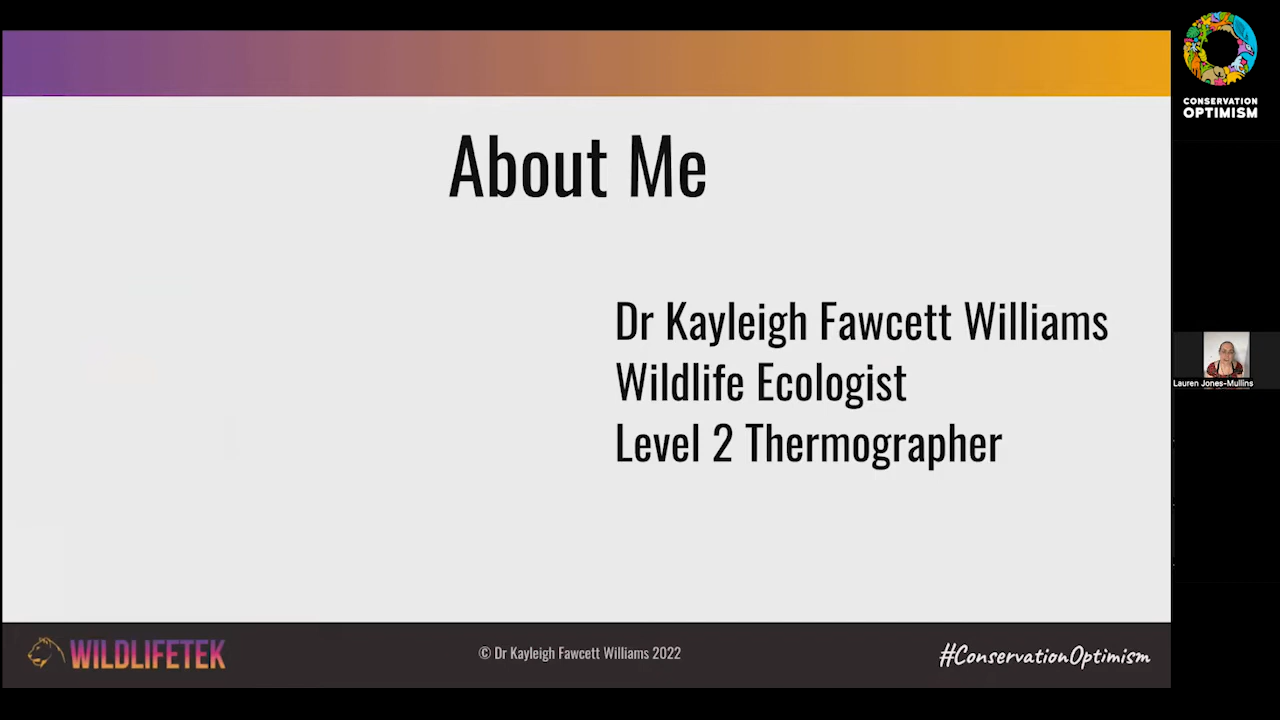 About Me
Dr Kayleigh Fawcett Williams
Wildlife Ecologist
Level 2 Thermographer
WILDLIFETEK
© Dr Kayleigh Fawcett Williams 2022
#ConservationOptimism
CONSERVATION
OPTIMISM
Lauren Jones-Mullins